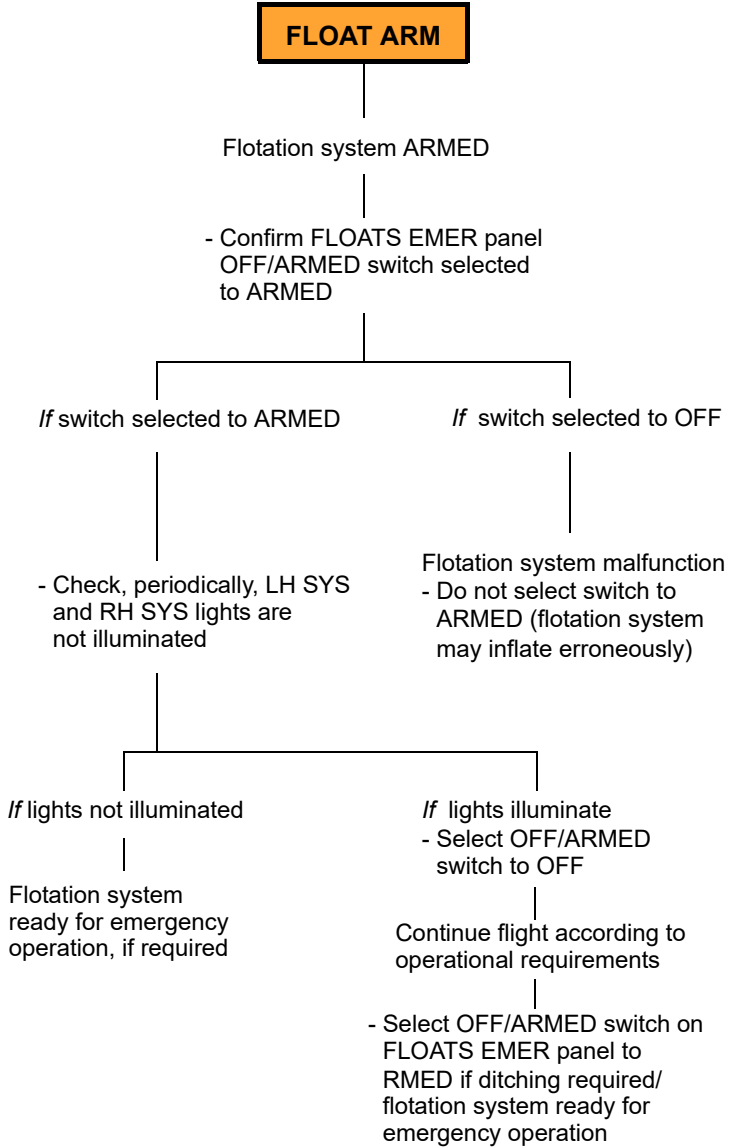 FLOAT ARM
Flotation system ARMED
- Confirm FLOATS EMER panel
OFF/ARMED switch selected
to ARMED
If switch selected to ARMED
If switch selected to OFF
- Check, periodically, LH SYS
and RH SYS lights are
not illuminated
Flotation system malfunction
- Do not select switch to
ARMED (flotation system
may inflate erroneously)
If lights not illuminated
Flotation system
ready for emergency
operation, if required
If lights illuminate
- Select OFF/ARMED
switch to OFF
Continue flight according to
operational requirements
- Select OFF/ARMED switch on
FLOATS EMER panel to
RMED if ditching required/
flotation system ready for
emergency operation